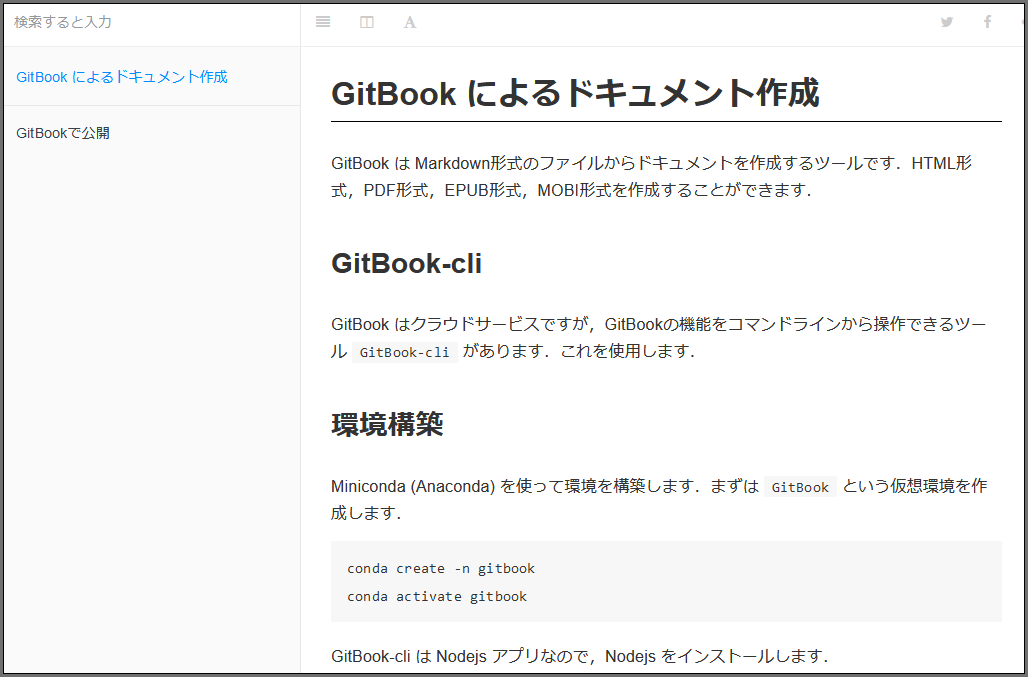 検索すると入力
A
GitBook によるドキュメント作成
GitBookで公開
GitBook によるドキュメント作成
GitBook は Markdown形式のファイルからドキュメントを作成するツールです．HTML形
式，PDF形式，EPUB形式，MOBI形式を作成することができます．
GitBook-cli
GitBook はクラウドサービスですが，GitBookの機能をコマンドラインから操作できるツー
ル GitBook-cli があります．これを使用します．
環境構築
Miniconda (Anaconda) を使って環境を構築します．まずは GitBook という仮想環境を作
成します．
conda create -n gitbook
conda activate gitbook
GitBook-cli は Nodejs アプリなので，Nodejs をインストールします．